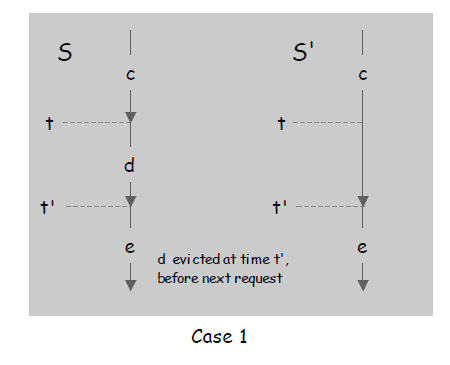 S S'
c c
t t
d
t' t'
e e
d evicted at time t',
before next request
Case 1